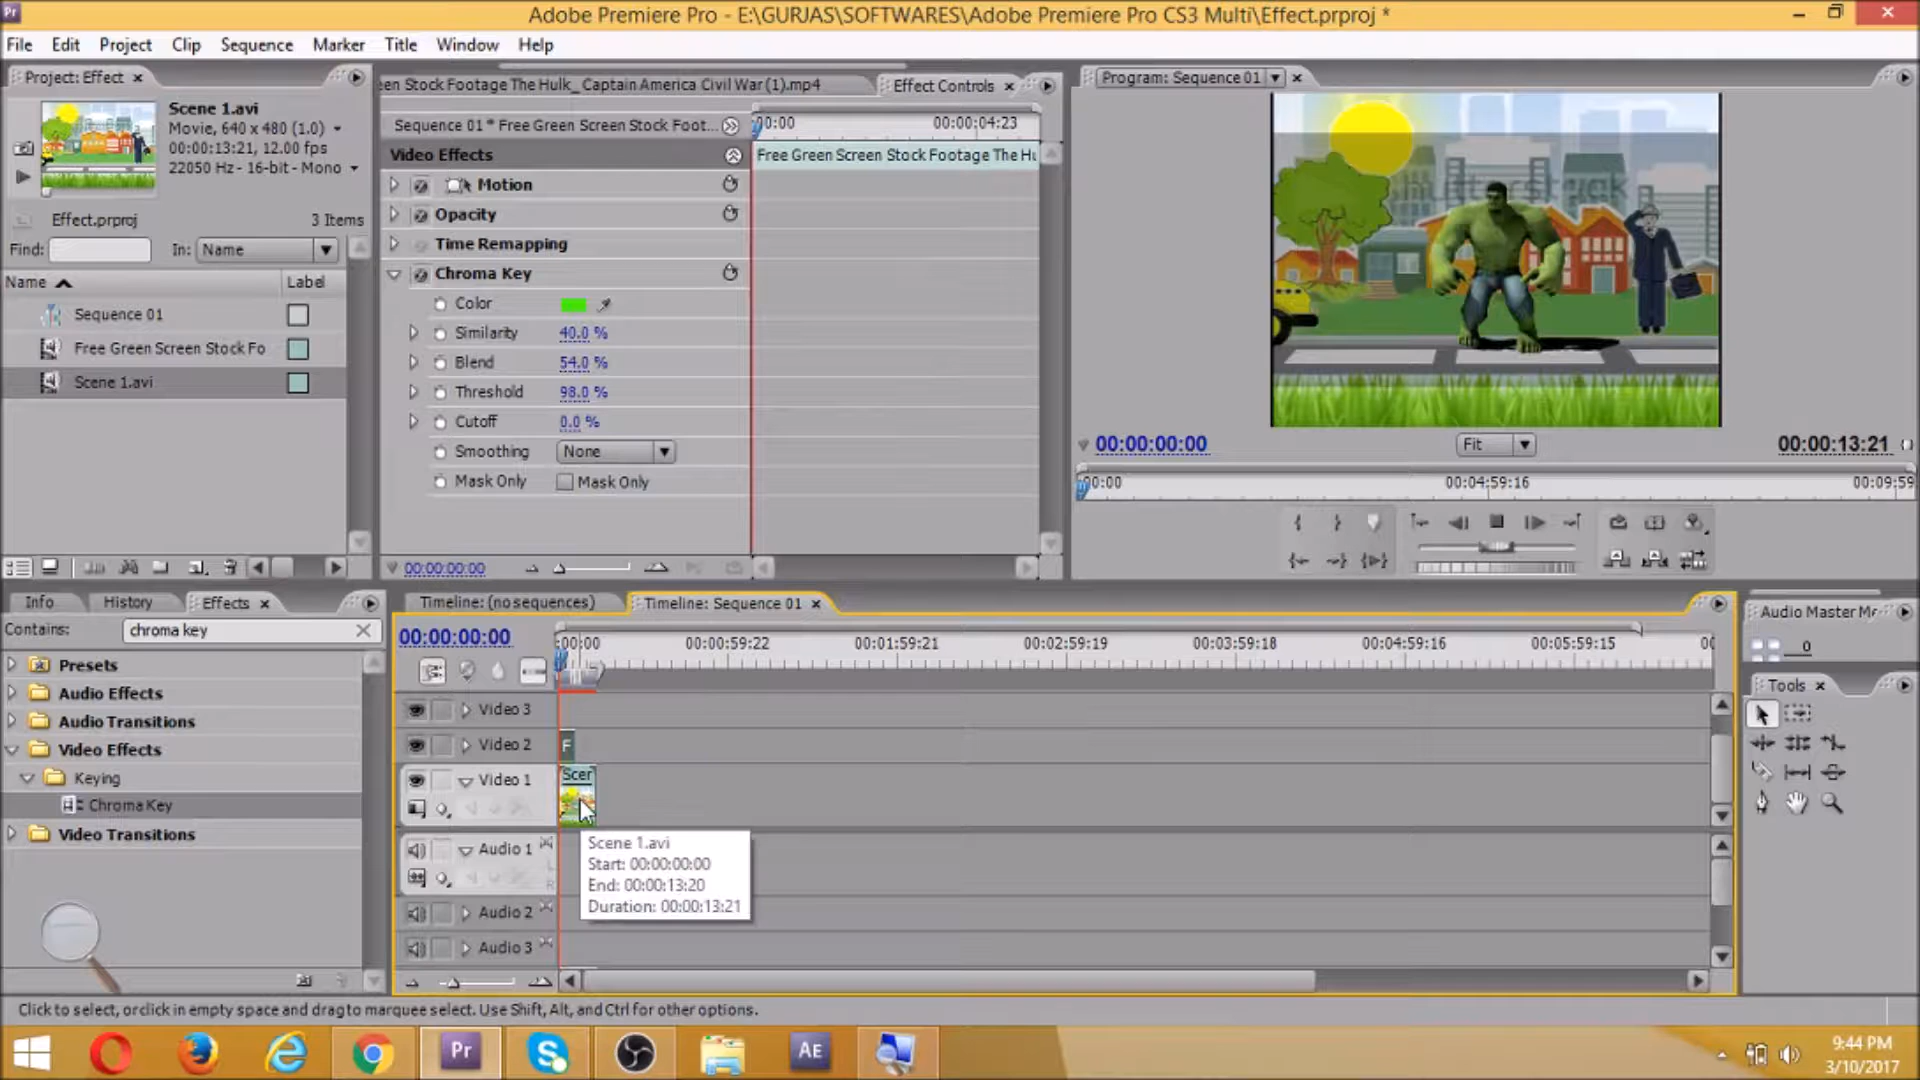 Adobe Premiere Pro - E:\GURJAS\SOFTWARES\Adobe Premiere Pro CS3 Multi\Effect.prproj *
File Edit Project Clip Sequence Marker Title Window Help
Project: Effect
Scene 1.avi
Movie, 640 x 480 (1.0)
00:00:13:21, 12.00 fps
22050 Hz - 16-bit - Mono
Effect.prproj 3 Items
Find: In: Name
Name Label
Sequence 01
Free Green Screen Stock Fo
Scene 1.avi
en Stock Footage The Hulk_ Captain America Civil War (1).mp4 Effect Controls
Sequence 01 * Free Green Screen Stock Foot... 00:00 00:00:04:23
Video Effects Free Green Screen Stock Footage The Hu
Motion
Opacity
Time Remapping
Chroma Key
Color
Similarity 40.0 %
Blend 54.0 %
Threshold 98.0 %
Cutoff 0.0 %
Smoothing None
Mask Only Mask Only
00:00:00:00
Program: Sequence 01
shutterstock
00:00:00:00 Fit 00:00:13:21
00:00 00:04:59:16 00:09:59
Info History Effects
Contains: chroma key
Presets
Audio Effects
Audio Transitions
Video Effects
Keying
Chroma Key
Video Transitions
Timeline: (no sequences) Timeline: Sequence 01
00:00:00:00 :00:00 00:00:59:22 00:01:59:21 00:02:59:19 00:03:59:18 00:04:59:16 00:05:59:15 00
Video 3
Video 2 F
Video 1 Scer
Audio 1
Audio 2
Audio 3
Scene 1.avi
Start: 00:00:00:00
End: 00:00:13:20
Duration: 00:00:13:21
Audio Master Me
0
Tools
Click to select, or click in empty space and drag to marquee select. Use Shift, Alt, and Ctrl for other options.
Pr
AE
9:44 PM
3/10/2017